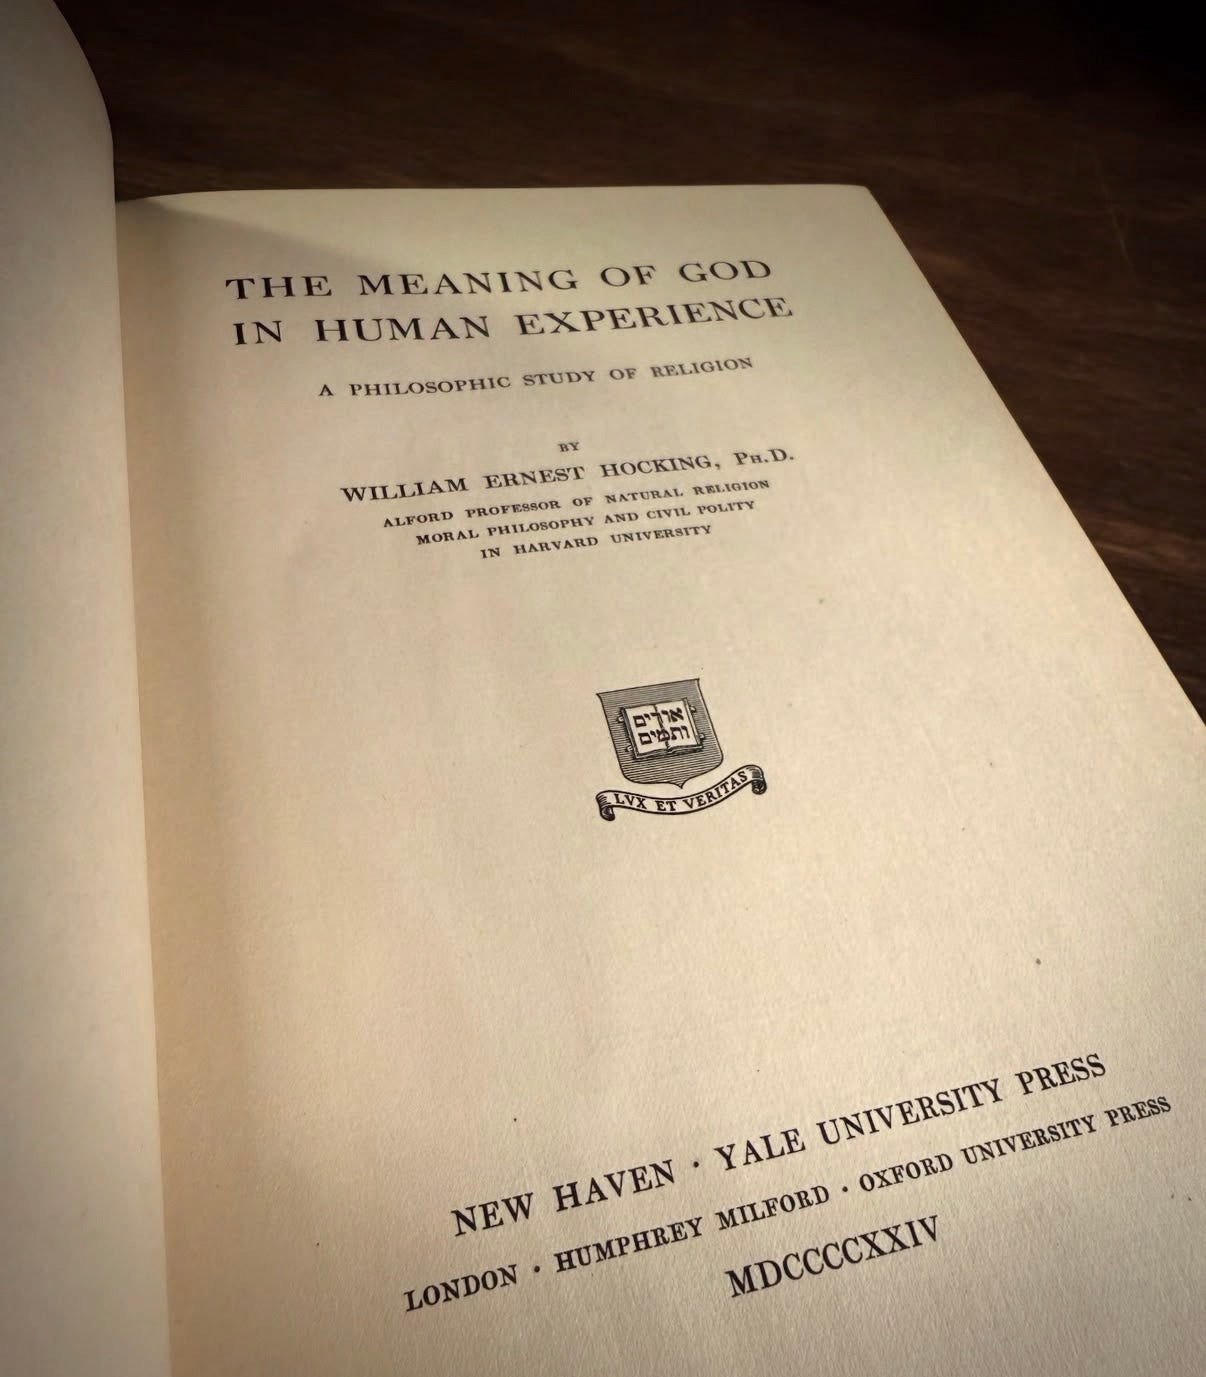 THE MEANING OF GOD
IN HUMAN EXPERIENCE
A PHILOSOPHIC STUDY OF RELIGION
BY
WILLIAM ERNEST HOCKING, PH.D.
ALFORD PROFESSOR OF NATURAL RELIGION
MORAL PHILOSOPHY AND CIVIL POLITY
IN HARVARD UNIVERSITY
אורים
ותמים
LVX ET VERITAS
NEW HAVEN · YALE UNIVERSITY PRESS
LONDON · HUMPHREY MILFORD · OXFORD UNIVERSITY PRESS
MDCCCCXXIV